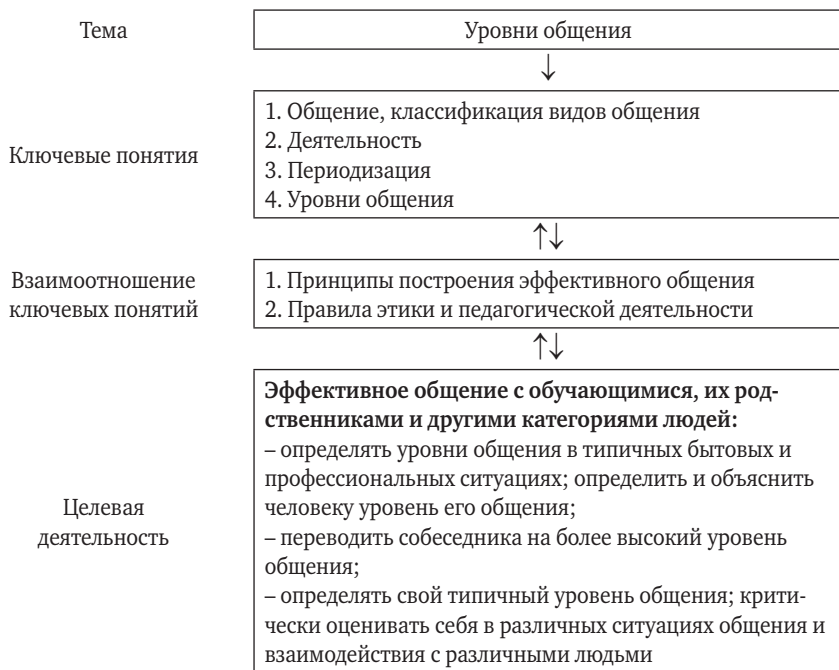 Тема
Уровни общения
↓
Ключевые понятия
1. Общение, классификация видов общения
2. Деятельность
3. Периодизация
4. Уровни общения
↑↓
Взаимоотношение
ключевых понятий
1. Принципы построения эффективного общения
2. Правила этики и педагогической деятельности
↑↓
Целевая
деятельность
Эффективное общение с обучающимися, их род-
ственниками и другими категориями людей:
– определять уровни общения в типичных бытовых и
профессиональных ситуациях; определить и объяснить
человеку уровень его общения;
– переводить собеседника на более высокий уровень
общения;
– определять свой типичный уровень общения; крити-
чески оценивать себя в различных ситуациях общения и
взаимодействия с различными людьми